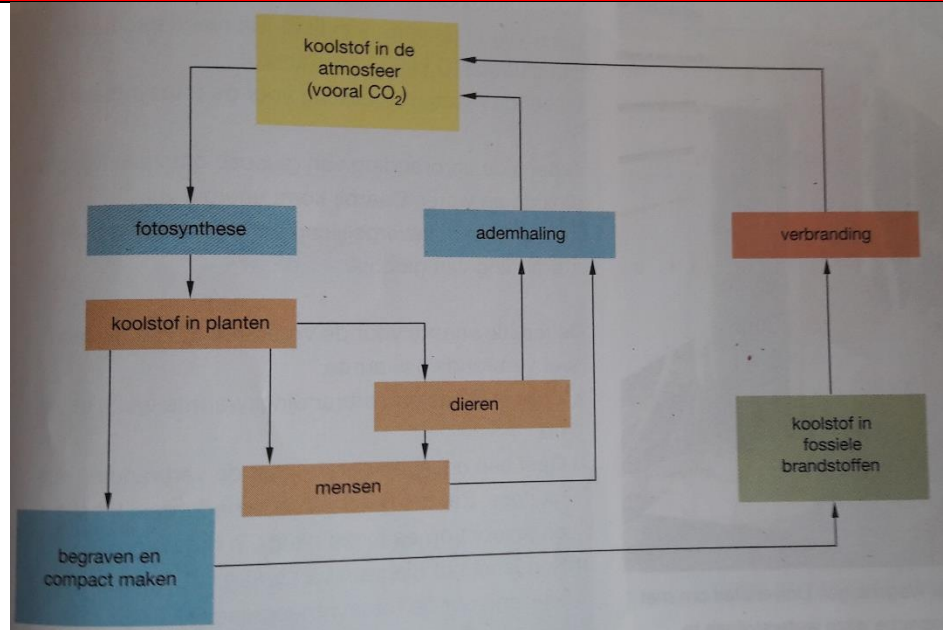 koolstof in de
atmosfeer
(vooral CO₂)
fotosynthese
ademhaling
verbranding
koolstof in planten
dieren
koolstof in
fossiele
brandstoffen
mensen
begraven en
compact maken